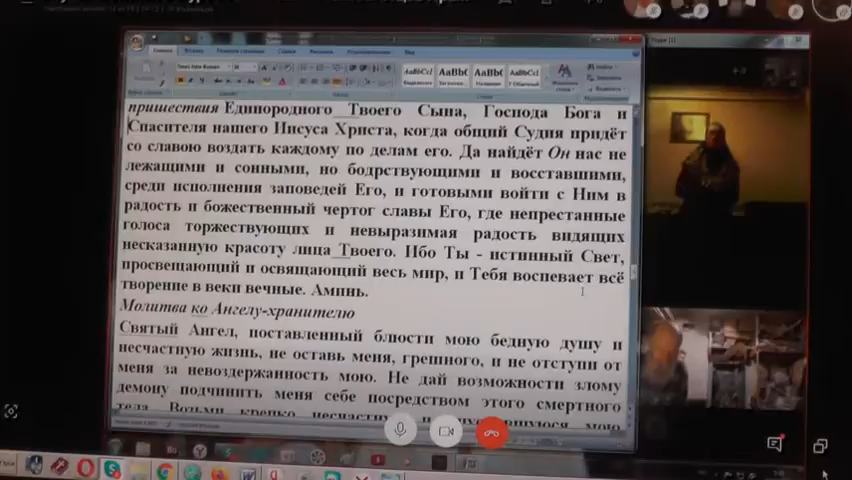 пришествия Единородного Твоего Сына, Господа Бога и
Спасителя нашего Иисуса Христа, когда общий Судия придёт
со славою воздать каждому по делам его. Да найдёт Он нас не
лежащими и сонными, но бодрствующими и восставшими,
среди исполнения заповедей Его, и готовыми войти с Ним в
радость и божественный чертог славы Его, где непрестанные
голоса торжествующих и невыразимая радость видящих
несказанную красоту лица Твоего. Ибо Ты - истинный Свет,
просвещающий и освящающий весь мир, и Тебя воспевает всё
творение в веки вечные. Аминь.
Молитва ко Ангелу-хранителю
Святый Ангел, поставленный блюсти мою бедную душу и
несчастную жизнь, не оставь меня, грешного, и не отступи от
меня за невоздержанность мою. Не дай возможности злому
демону подчинить меня себе посредством этого смертного
тела. Возьми крепко